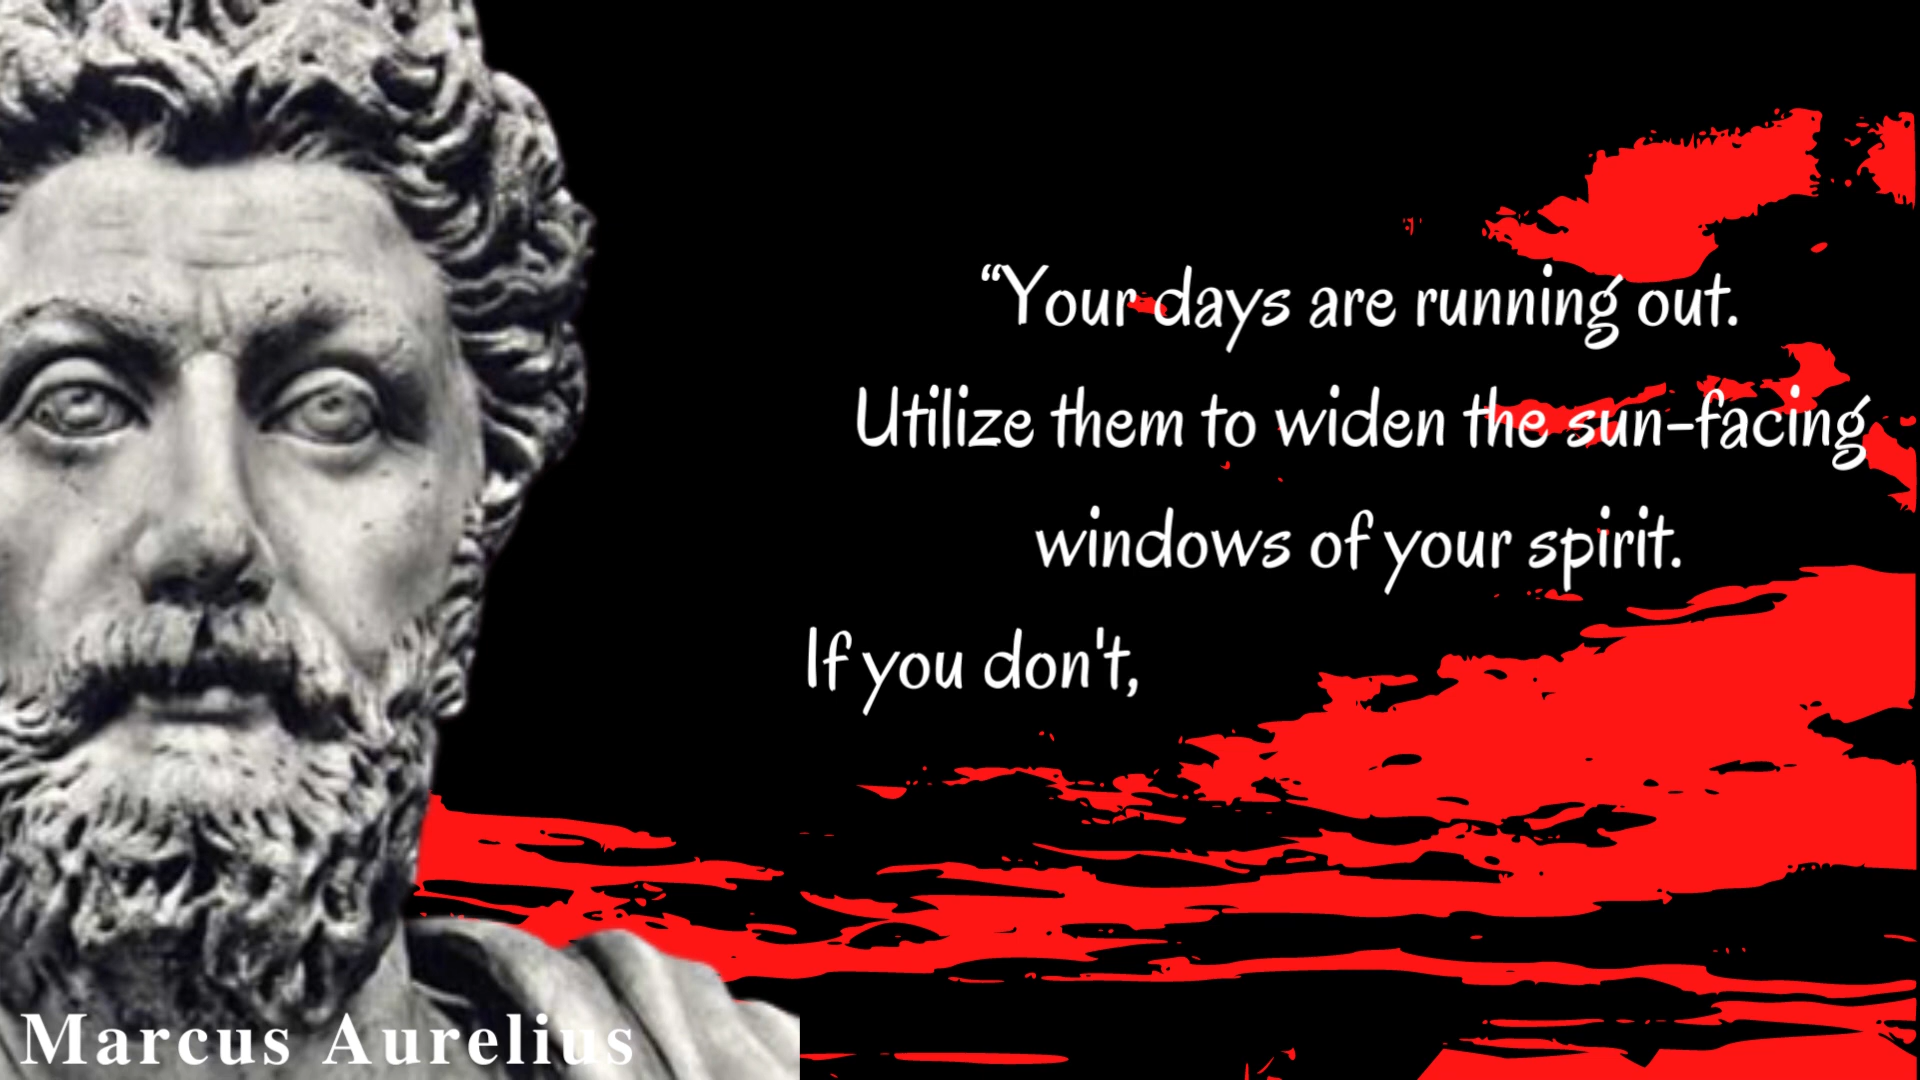 “Your days are running out.
Utilize them to widen the sun-facing
windows of your spirit.
If you don't,
Marcus Aurelius